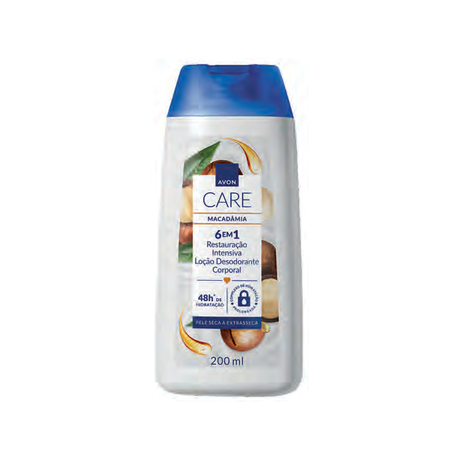 AVON
CARE
MACADÂMIA
6 EM 1
Restauração
Intensiva
Loção Desodorante
Corporal
48h* DE
HIDRATAÇÃO
PELE SECA A EXTRASSECA
200 ml